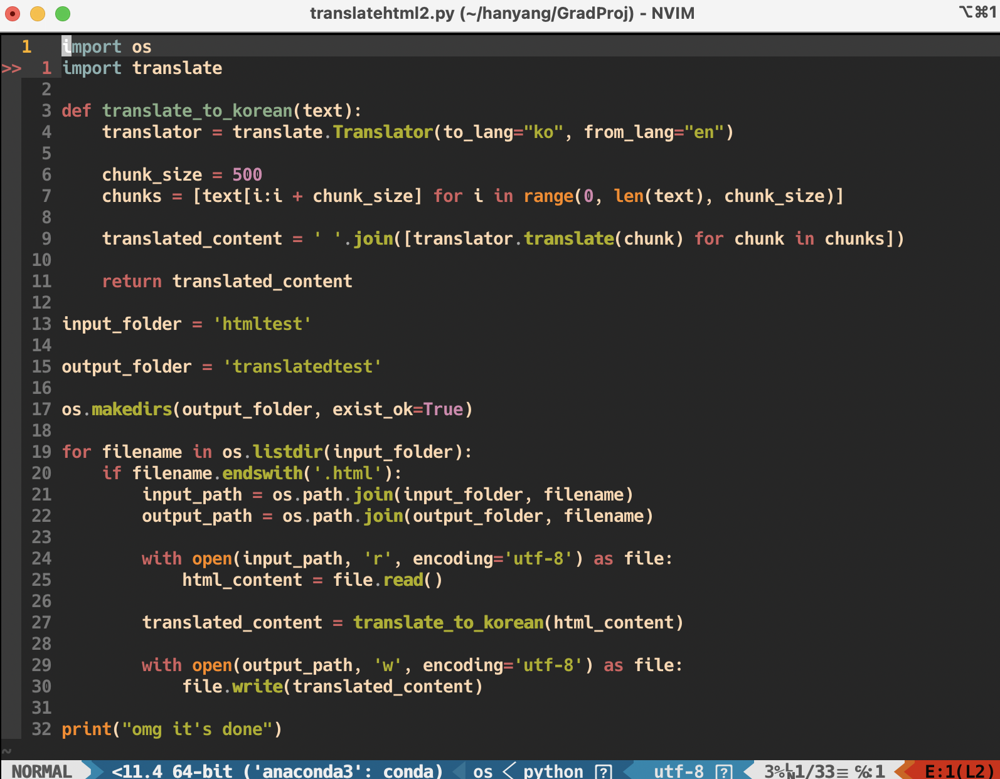 translatehtml2.py (~/hanyang/GradProj) - NVIM
⌥⌘1
1 import os
>> 1 import translate
2
3 def translate_to_korean(text):
4     translator = translate.Translator(to_lang="ko", from_lang="en")
5
6     chunk_size = 500
7     chunks = [text[i:i + chunk_size] for i in range(0, len(text), chunk_size)]
8
9     translated_content = ' '.join([translator.translate(chunk) for chunk in chunks])
10
11     return translated_content
12
13 input_folder = 'htmltest'
14
15 output_folder = 'translatedtest'
16
17 os.makedirs(output_folder, exist_ok=True)
18
19 for filename in os.listdir(input_folder):
20     if filename.endswith('.html'):
21         input_path = os.path.join(input_folder, filename)
22         output_path = os.path.join(output_folder, filename)
23
24         with open(input_path, 'r', encoding='utf-8') as file:
25             html_content = file.read()
26
27         translated_content = translate_to_korean(html_content)
28
29         with open(output_path, 'w', encoding='utf-8') as file:
30             file.write(translated_content)
31
32 print("omg it's done")
~
NORMAL <11.4 64-bit ('anaconda3': conda) os < python [?] utf-8 [?] 3%␤1/33≡ ℅:1 E:1(L2)